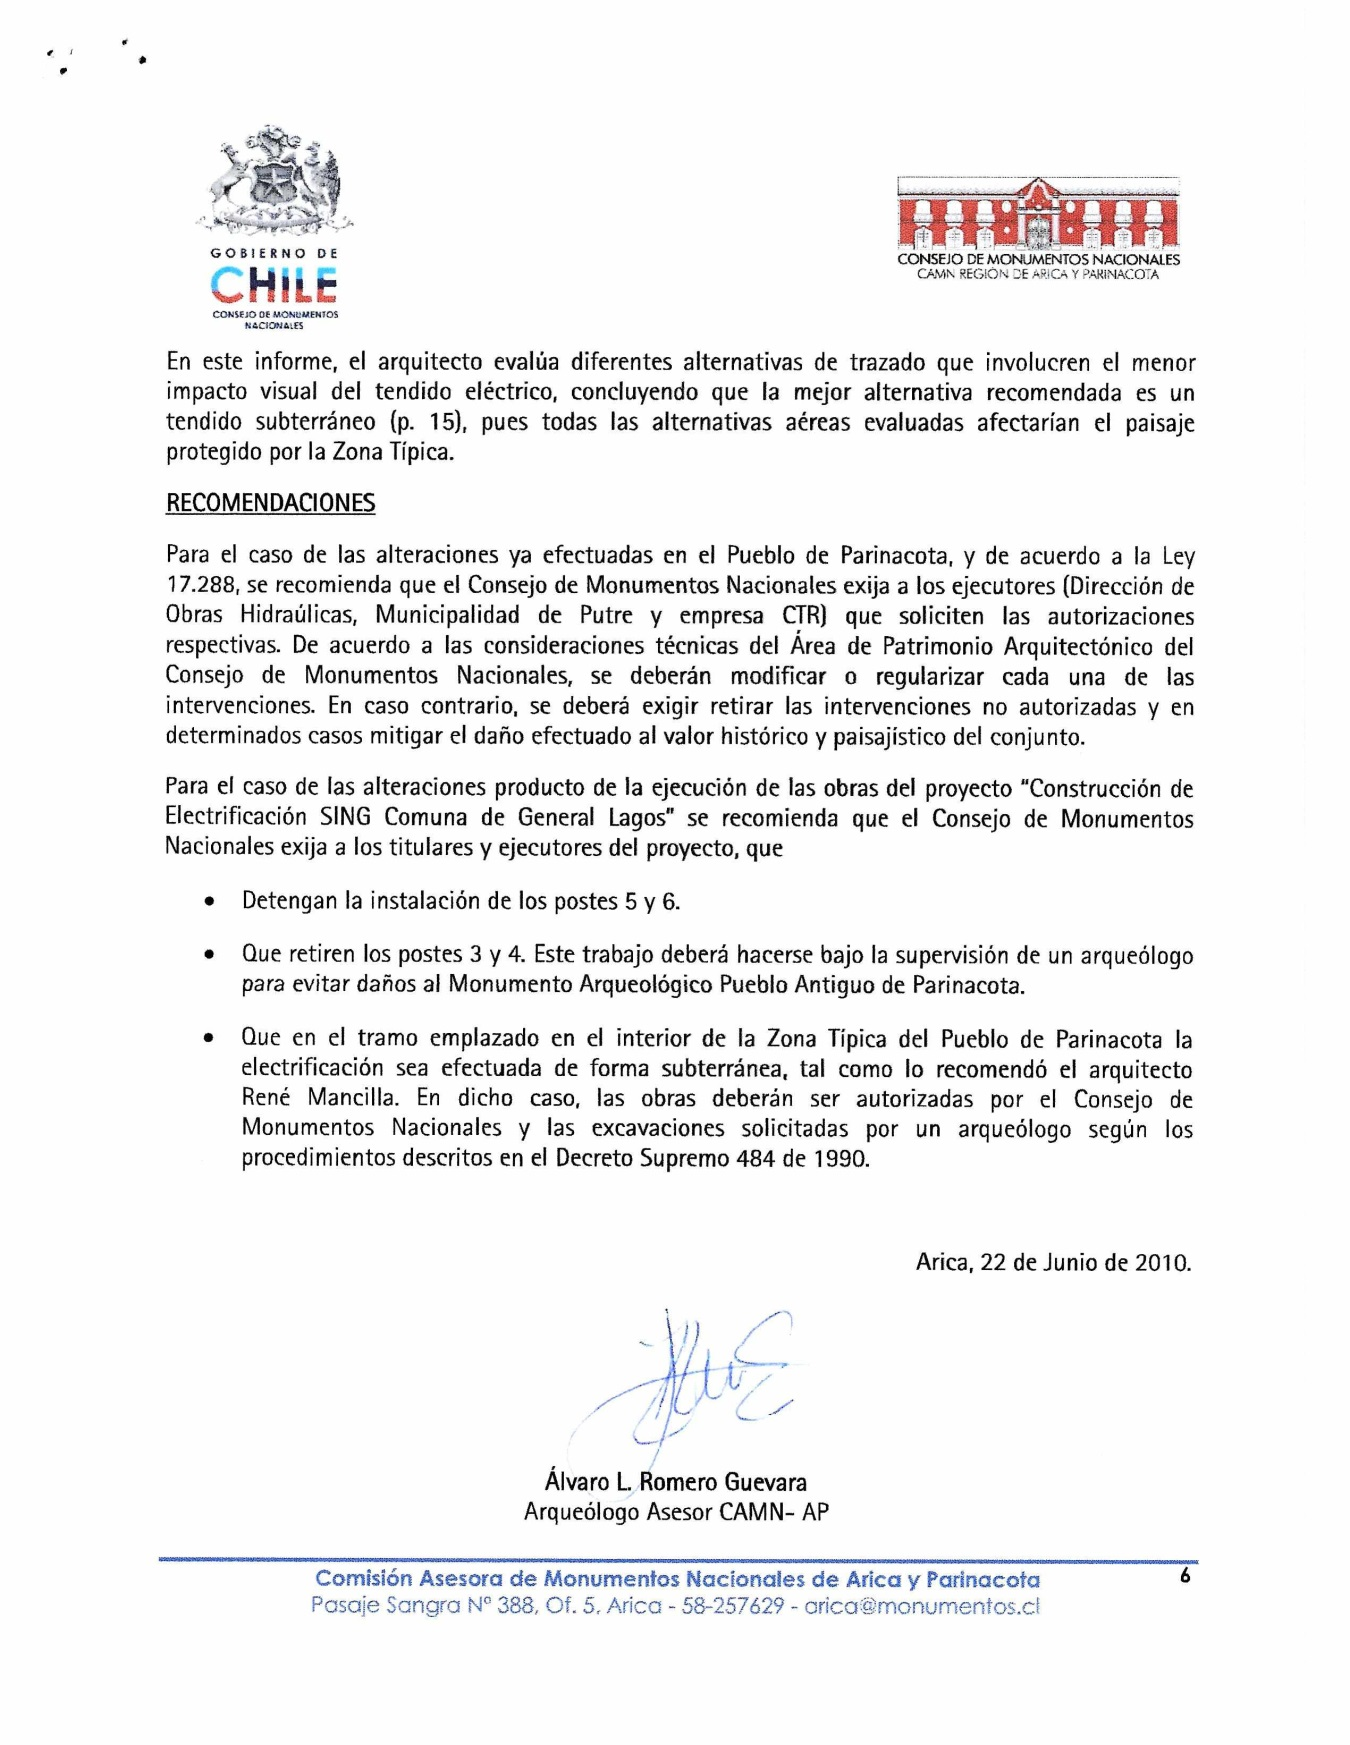 GOBIERNO DE
CHILE
CONSEJO DE MONUMENTOS
NACIONALES
CONSEJO DE MONUMENTOS NACIONALES
CAMN REGIÓN DE ARICA Y PARINACOTA
En este informe, el arquitecto evalúa diferentes alternativas de trazado que involucren el menor
impacto visual del tendido eléctrico, concluyendo que la mejor alternativa recomendada es un
tendido subterráneo (p. 15), pues todas las alternativas aéreas evaluadas afectarían el paisaje
protegido por la Zona Típica.
RECOMENDACIONES
Para el caso de las alteraciones ya efectuadas en el Pueblo de Parinacota, y de acuerdo a la Ley
17.288, se recomienda que el Consejo de Monumentos Nacionales exija a los ejecutores (Dirección de
Obras Hidraúlicas, Municipalidad de Putre y empresa CTR) que soliciten las autorizaciones
respectivas. De acuerdo a las consideraciones técnicas del Área de Patrimonio Arquitectónico del
Consejo de Monumentos Nacionales, se deberán modificar o regularizar cada una de las
intervenciones. En caso contrario, se deberá exigir retirar las intervenciones no autorizadas y en
determinados casos mitigar el daño efectuado al valor histórico y paisajístico del conjunto.
Para el caso de las alteraciones producto de la ejecución de las obras del proyecto "Construcción de
Electrificación SING Comuna de General Lagos" se recomienda que el Consejo de Monumentos
Nacionales exija a los titulares y ejecutores del proyecto, que
• Detengan la instalación de los postes 5 y 6.
• Que retiren los postes 3 y 4. Este trabajo deberá hacerse bajo la supervisión de un arqueólogo
para evitar daños al Monumento Arqueológico Pueblo Antiguo de Parinacota.
• Que en el tramo emplazado en el interior de la Zona Típica del Pueblo de Parinacota la
electrificación sea efectuada de forma subterránea, tal como lo recomendó el arquitecto
René Mancilla. En dicho caso, las obras deberán ser autorizadas por el Consejo de
Monumentos Nacionales y las excavaciones solicitadas por un arqueólogo según los
procedimientos descritos en el Decreto Supremo 484 de 1990.
Arica, 22 de Junio de 2010.
Álvaro L. Romero Guevara
Arqueólogo Asesor CAMN- AP
Comisión Asesora de Monumentos Nacionales de Arica y Parinacota 6
Pasaje Sangra Nº 388, Of. 5, Arica - 58-257629 - arica@monumentos.cl